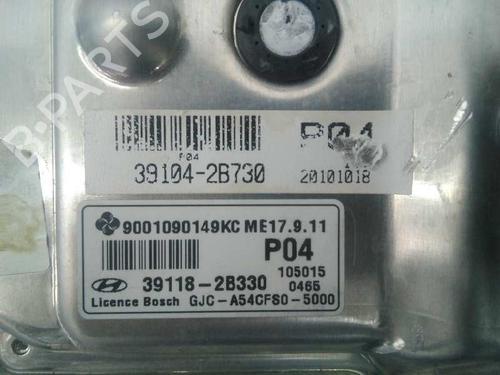 B-PARTS
P04
P04
39104-2B730
20101018
9001090149KC ME17.9.11
P04
39118-2B330
105015
0465
Licence Bosch GJC-A54CFS0-5000